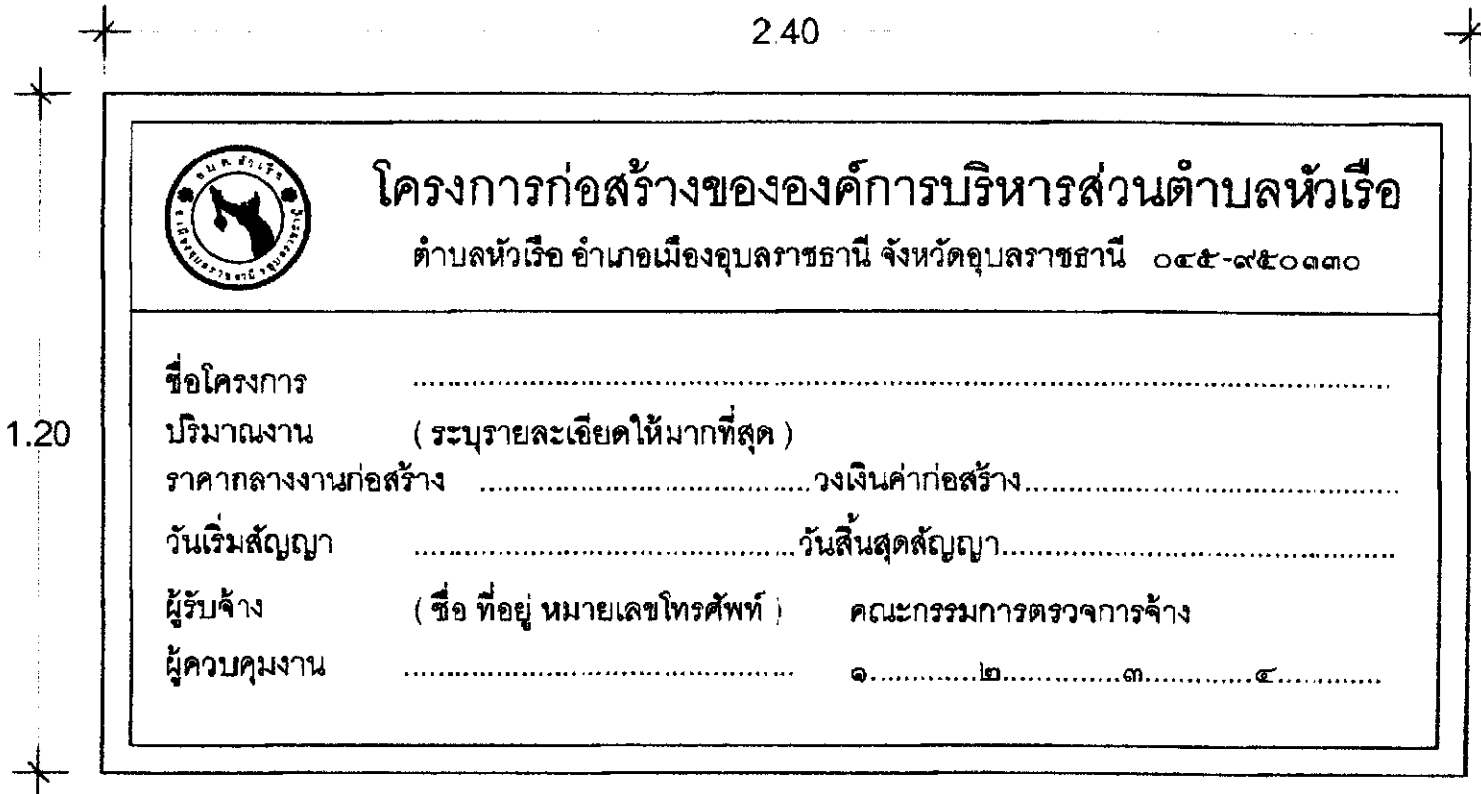 2.40
1.20
อ.บ.ต.หัวเรือ
โครงการก่อสร้างขององค์การบริหารส่วนตำบลหัวเรือ
ตำบลหัวเรือ อำเภอเมืองอุบลราชธานี จังหวัดอุบลราชธานี ๐๔๕-๙๕๐๓๓๐
ชื่อโครงการ ........................................
ปริมาณงาน ( ระบุรายละเอียดให้มากที่สุด )
ราคากลางงานก่อสร้าง ....................วงเงินค่าก่อสร้าง....................
วันเริ่มสัญญา ....................วันสิ้นสุดสัญญา....................
ผู้รับจ้าง ( ชื่อ ที่อยู่ หมายเลขโทรศัพท์ ) คณะกรรมการตรวจการจ้าง
ผู้ควบคุมงาน .................... ๑............๒............๓............๔............